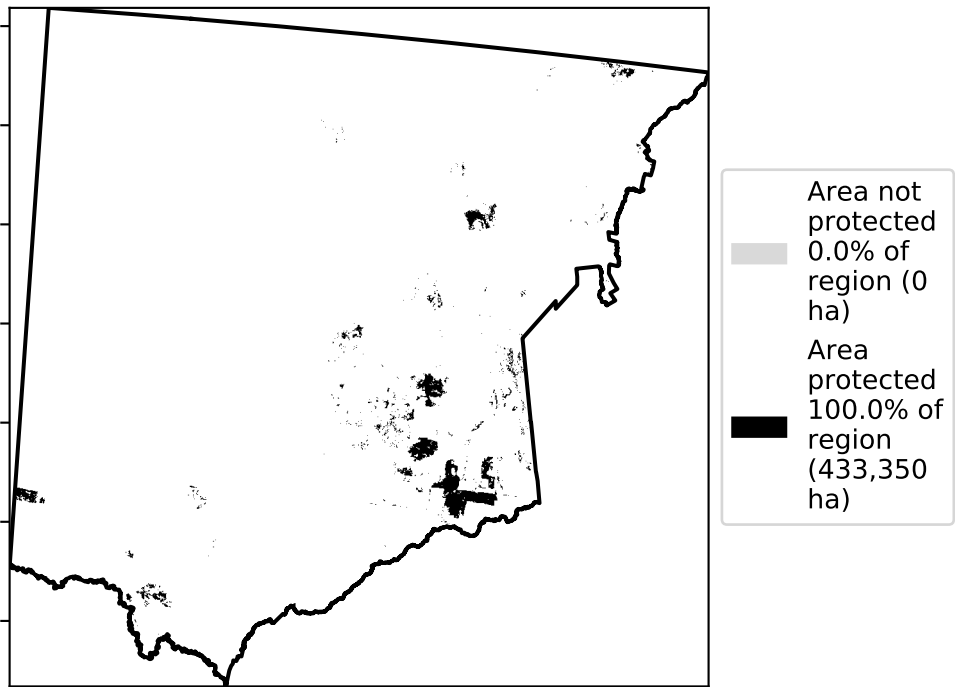 Area not
protected
0.0% of
region (0
ha)
Area
protected
100.0% of
region
(433,350
ha)